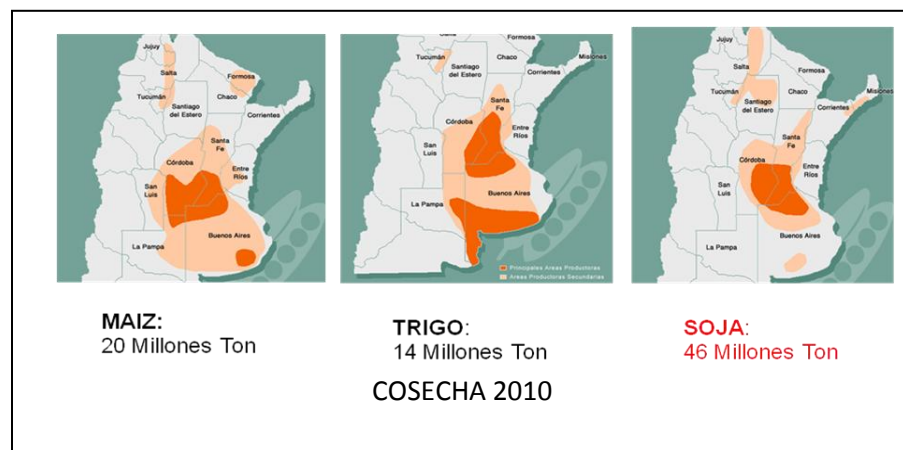 Jujuy
Salta
Formosa
Tucumán
Chaco
Santiago
del Estero
Corrientes
Santa
Fe
Córdoba
Entre
Ríos
San
Luis
Buenos Aires
La Pampa
MAIZ:
20 Millones Ton
Salta
Formosa
Misiones
Tucumán
Chaco
Santiago
del Estero
Corrientes
Santa
Fe
Córdoba
Entre
Ríos
San
Luis
Buenos Aires
La Pampa
Principales Areas Productoras
Areas Productoras Secundarias
TRIGO:
14 Millones Ton
Jujuy
Salta
Formosa
Tucumán
Chaco
Misiones
Santiago
del Estero
Corrientes
Santa
Fe
Córdoba
Entre
Ríos
San
Luis
Buenos Aires
La Pampa
SOJA:
46 Millones Ton
COSECHA 2010